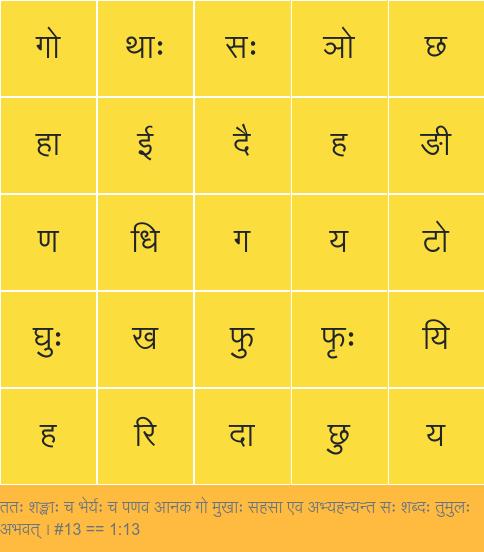 गो थाः सः ञो छ
हा ई दै ह ङी
ण धि ग य टो
घुः ख फु फृः यि
ह रि दा छु य
ततः शङ्खाः च भेर्यः च पणव आनक गो मुखाः सहसा एव अभ्यहन्यन्त सः शब्दः तुमुलः
अभवत् । #13 == 1:13